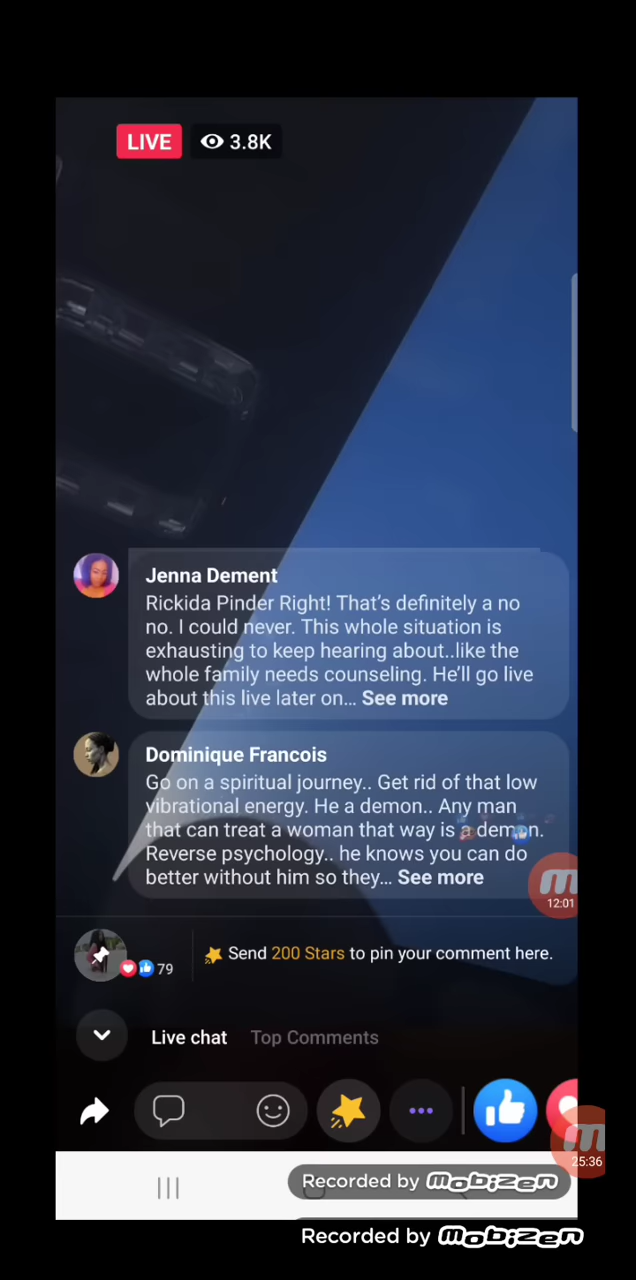 LIVE 3.8K
Jenna Dement
Rickida Pinder Right! That's definitely a no
no. I could never. This whole situation is
exhausting to keep hearing about..like the
whole family needs counseling. He'll go live
about this live later on... See more
Dominique Francois
Go on a spiritual journey.. Get rid of that low
vibrational energy. He a demon.. Any man
that can treat a woman that way is a demon.
Reverse psychology.. he knows you can do
better without him so they... See more
12:01
79 Send 200 Stars to pin your comment here.
Live chat Top Comments
25:36
Recorded by mobizen
Recorded by mobizen